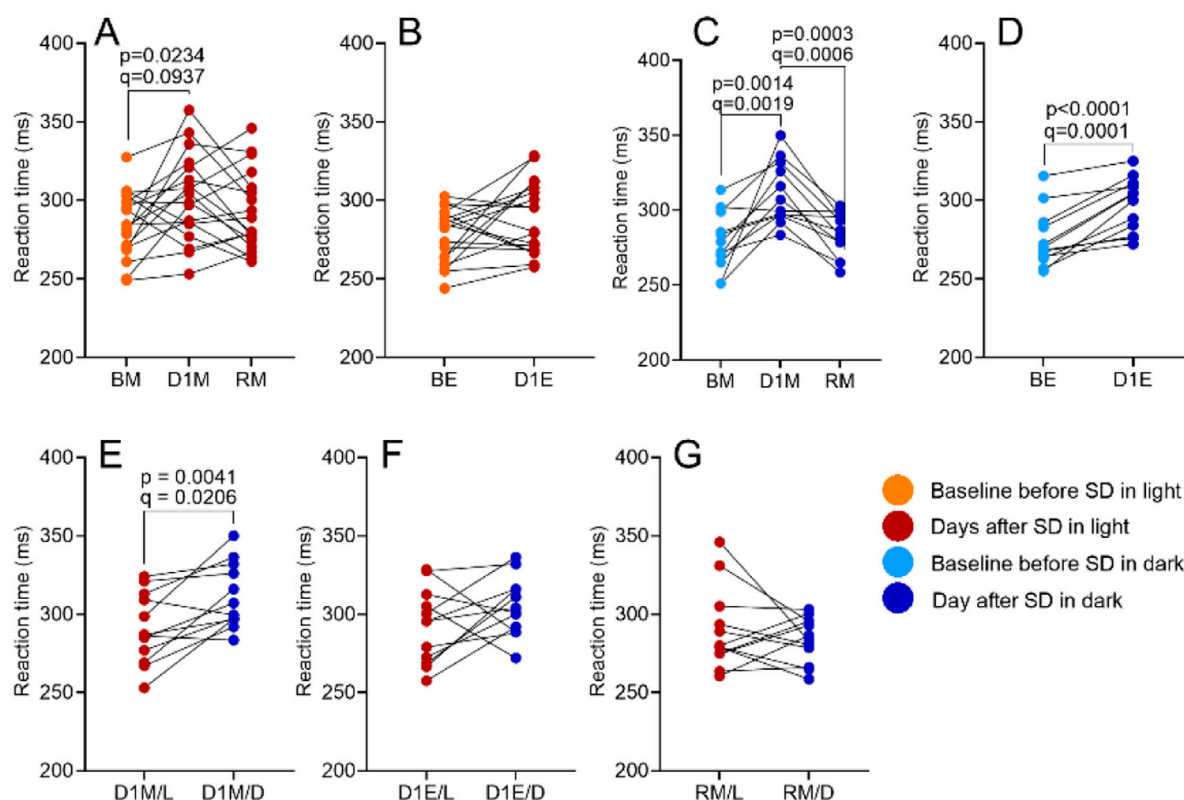 A
p=0.0234
q=0.0937
Reaction time (ms)
400
350
300
250
200
BM D1M RM
B
Reaction time (ms)
400
350
300
250
200
BE D1E
C
p=0.0003
q=0.0006
p=0.0014
q=0.0019
Reaction time (ms)
400
350
300
250
200
BM D1M RM
D
p<0.0001
q=0.0001
Reaction time (ms)
400
350
300
250
200
BE D1E
E
p = 0.0041
q = 0.0206
Reaction time (ms)
400
350
300
250
200
D1M/L D1M/D
F
Reaction time (ms)
400
350
300
250
200
D1E/L D1E/D
G
Reaction time (ms)
400
350
300
250
200
RM/L RM/D
Baseline before SD in light
Days after SD in light
Baseline before SD in dark
Day after SD in dark